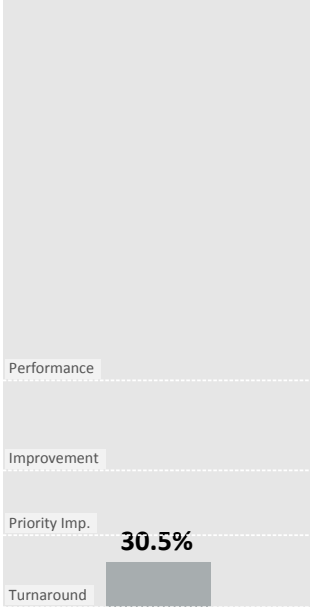 Performance
Improvement
Priority Imp.
30.5%
Turnaround